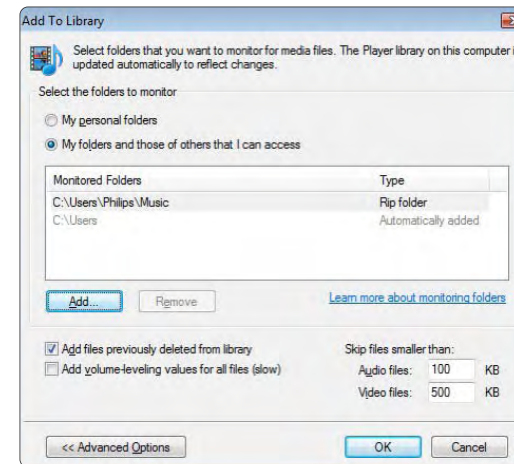 Add To Library
Select folders that you want to monitor for media files. The Player library on this computer
updated automatically to reflect changes.
Select the folders to monitor
My personal folders
My folders and those of others that I can access
Monitored Folders Type
C:\Users\Philips\Music Rip folder
C:\Users Automatically added
Add... Remove Learn more about monitoring folders
Add files previously deleted from library Skip files smaller than:
Add volume-leveling values for all files (slow) Audio files: 100 KB
Video files: 500 KB
<< Advanced Options OK Cancel